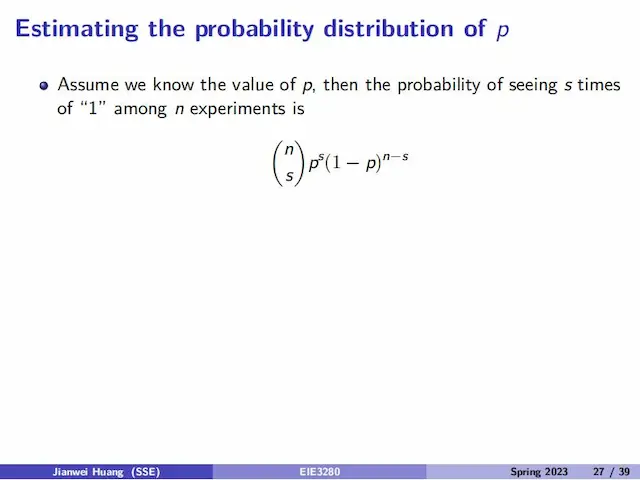 Estimating the probability distribution of p
Assume we know the value of p, then the probability of seeing s times
of “1” among n experiments is
$\binom{n}{s} p^s (1 - p)^{n-s}$
Jianwei Huang (SSE) EIE3280 Spring 2023 27 / 39